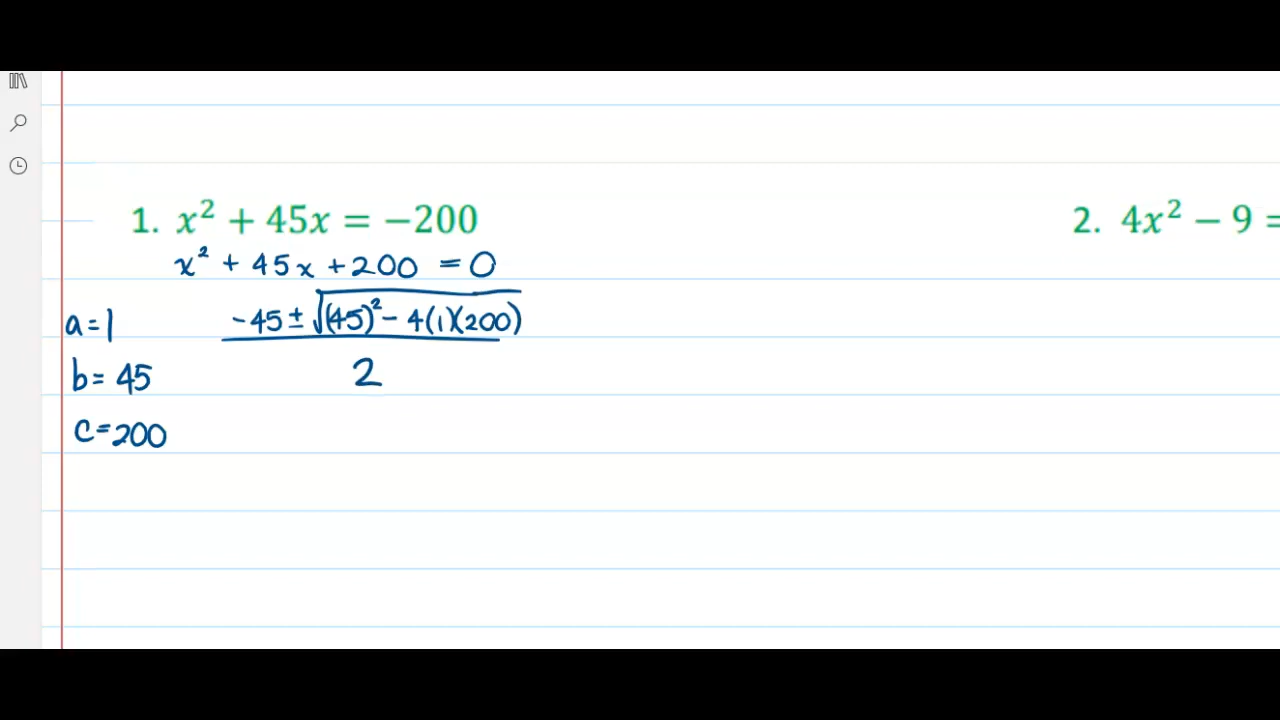 1. x² + 45x = −200
2. 4x² − 9 =
x² + 45x + 200 = 0
a = 1
-45 ± √(45)² - 4(1)(200)
b = 45
2
c = 200